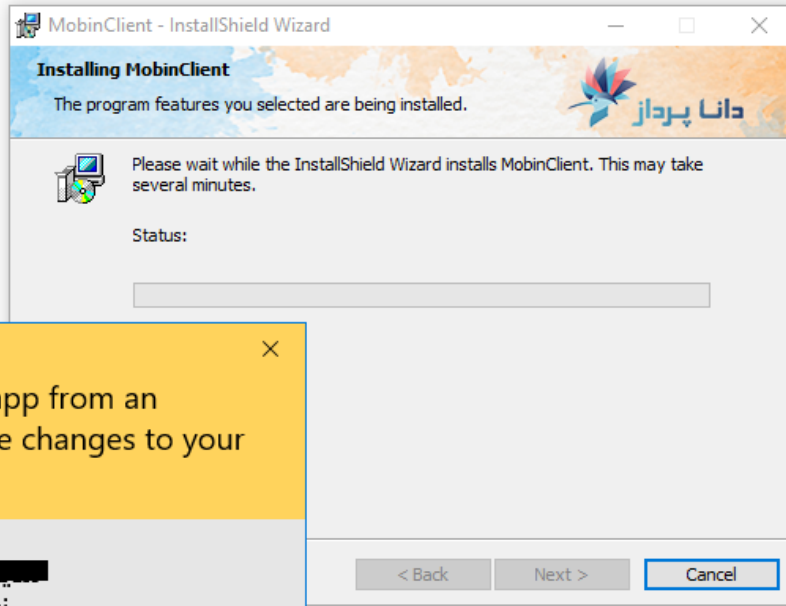 MobinClient - InstallShield Wizard
Installing MobinClient
The program features you selected are being installed.
دانا پرداز
Please wait while the InstallShield Wizard installs MobinClient. This may take
several minutes.
Status:
app from an
e changes to your
< Back
Next >
Cancel